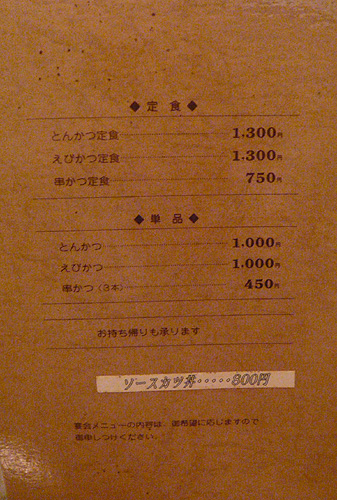 ◆ 定 食 ◆
とんかつ定食 1,300円
えびかつ定食 1,300円
串かつ定食 750円
◆ 単 品 ◆
とんかつ 1,000円
えびかつ 1,000円
串かつ (3本) 450円
お持ち帰りも承ります
ソースカツ丼・・・・・800円
宴会メニューの内容は、御希望に応じますので
御申しつけください。